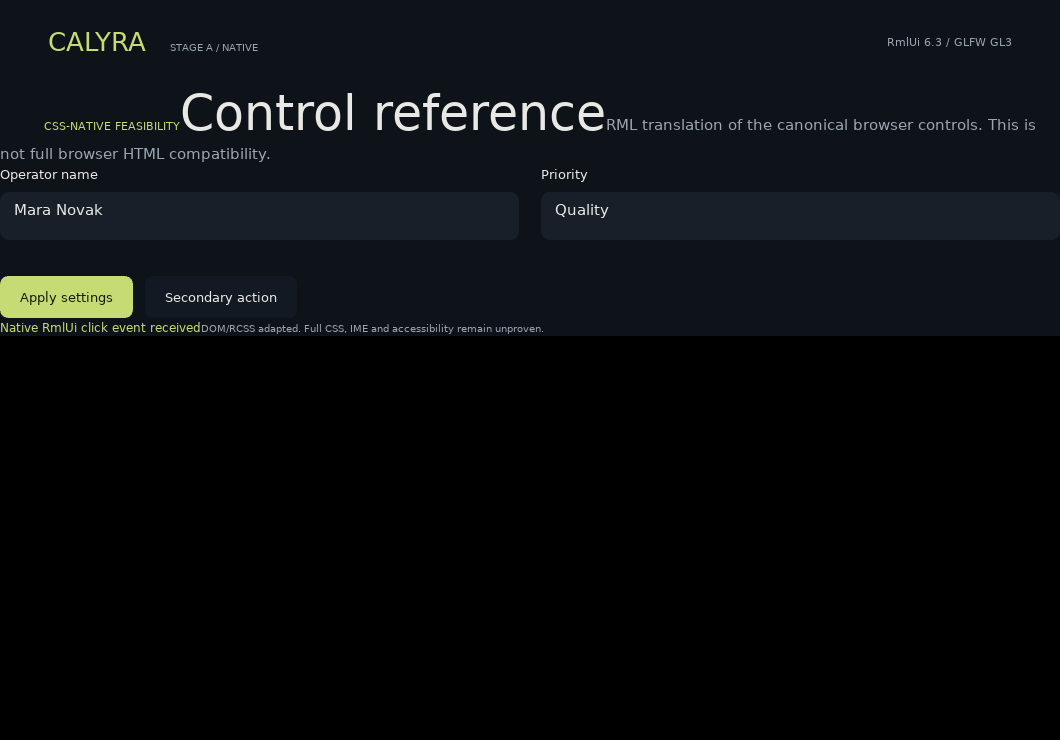 CALYRA STAGE A / NATIVE RmlUi 6.3 / GLFW GL3
CSS-NATIVE FEASIBILITY Control reference RML translation of the canonical browser controls. This is
not full browser HTML compatibility.
Operator name Priority
Mara Novak Quality
Apply settings Secondary action
Native RmlUi click event received DOM/RCSS adapted. Full CSS, IME and accessibility remain unproven.